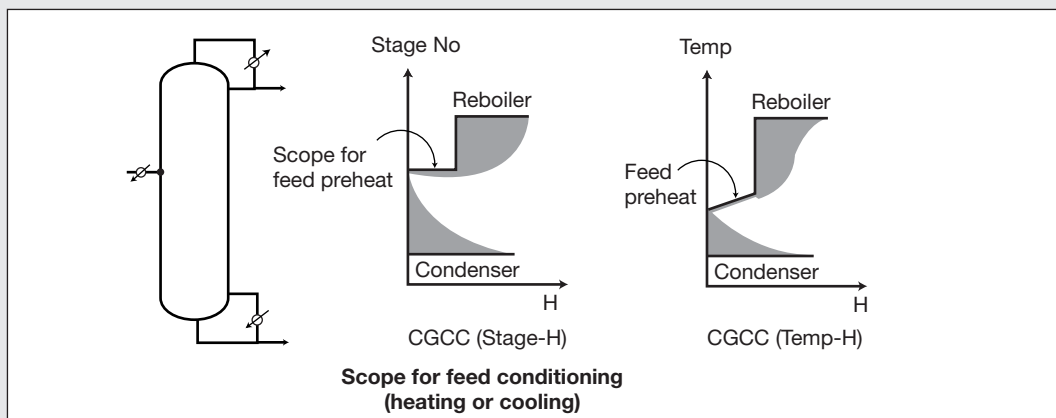 Stage No
Reboiler
Scope for
feed preheat
Condenser
H
CGCC (Stage-H)
Temp
Reboiler
Feed
preheat
Condenser
H
CGCC (Temp-H)
Scope for feed conditioning
(heating or cooling)